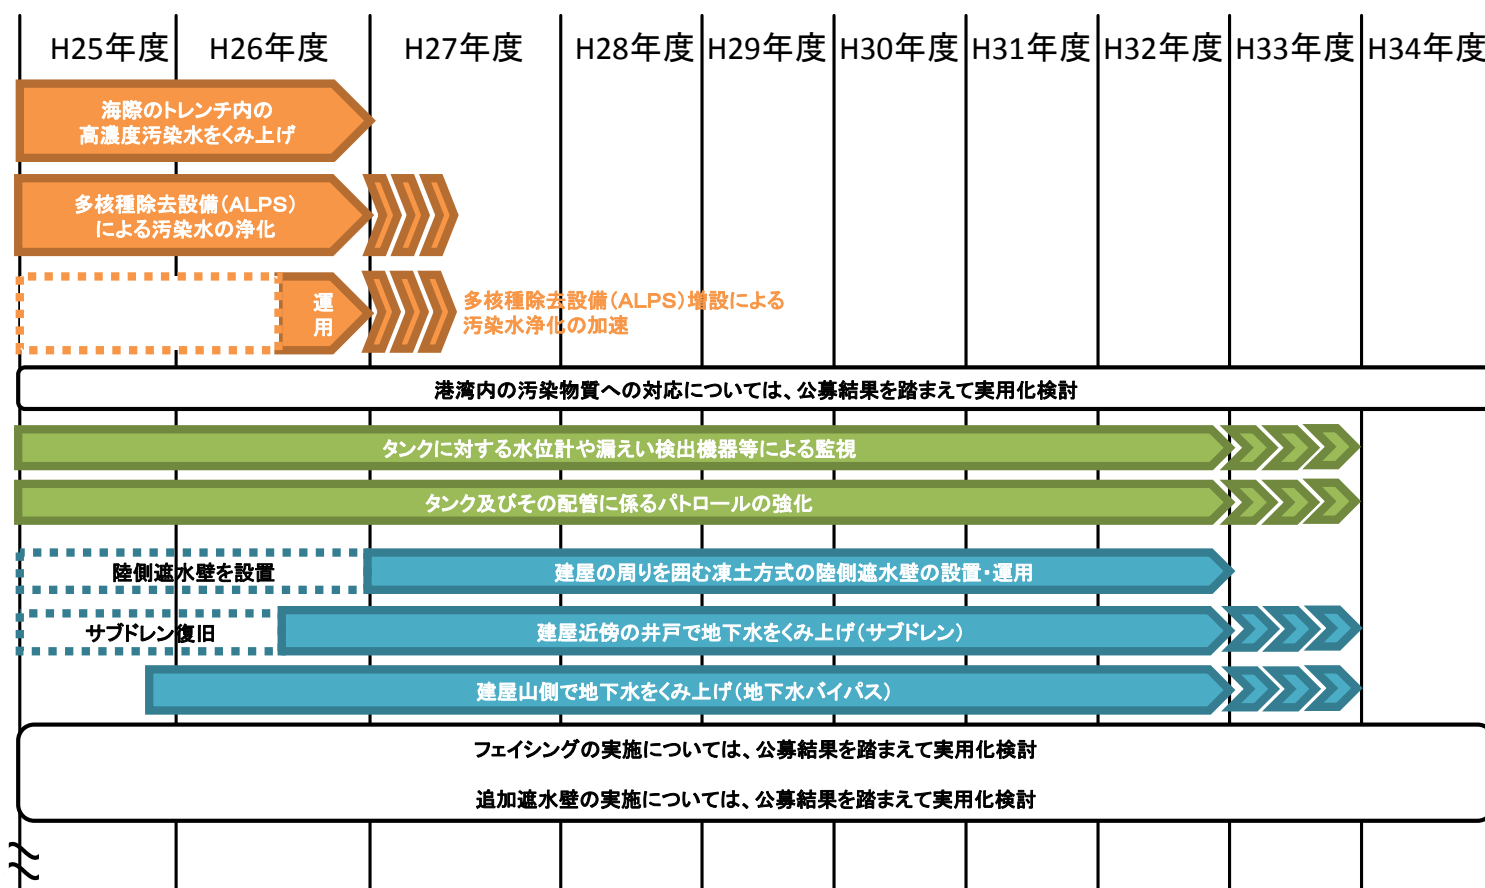 H25年度 H26年度 H27年度 H28年度 H29年度 H30年度 H31年度 H32年度 H33年度 H34年度
海際のトレンチ内の
高濃度汚染水をくみ上げ
多核種除去設備(ALPS)
による汚染水の浄化
運
用
多核種除去設備(ALPS)増設による
汚染水浄化の加速
港湾内の汚染物質への対応については、公募結果を踏まえて実用化検討
タンクに対する水位計や漏えい検出機器等による監視
タンク及びその配管に係るパトロールの強化
陸側遮水壁を設置
建屋の周りを囲む凍土方式の陸側遮水壁の設置・運用
サブドレン復旧
建屋近傍の井戸で地下水をくみ上げ(サブドレン)
建屋山側で地下水をくみ上げ(地下水バイパス)
フェイシングの実施については、公募結果を踏まえて実用化検討
追加遮水壁の実施については、公募結果を踏まえて実用化検討